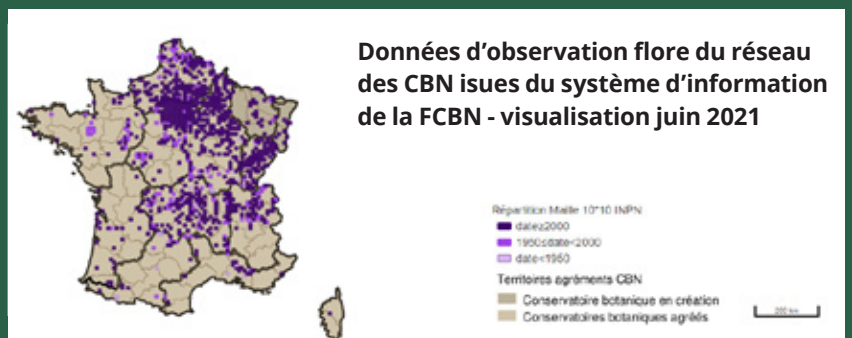 Données d’observation flore du réseau
des CBN isues du système d’information
de la FCBN - visualisation juin 2021
Répartition Maille 10*10 INPN
date≥2000
1950≤date<2000
date<1950
Territoires agréments CBN
Conservatoire botanique en création
Conservatoires botaniques agréés
200 km